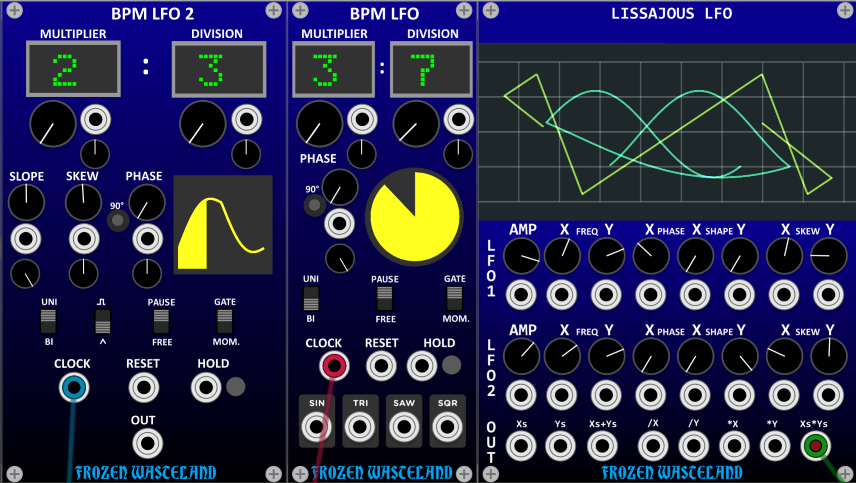 BPM LFO 2
MULTIPLIER DIVISION
2 : 3
SLOPE SKEW PHASE
90°
UNI PAUSE GATE
BI FREE MOM.
CLOCK RESET HOLD
OUT
FROZEN WASTELAND
BPM LFO
MULTIPLIER DIVISION
3 : 7
PHASE
90°
UNI PAUSE GATE
BI FREE MOM.
CLOCK RESET HOLD
SIN TRI SAW SQR
FROZEN WASTELAND
LISSAJOUS LFO
LFO1
AMP X FREQ Y X PHASE X SHAPE Y X SKEW Y
LFO2
AMP X FREQ Y X PHASE X SHAPE Y X SKEW Y
OUT
Xs Ys Xs+Ys /X /Y *X *Y Xs*Ys
FROZEN WASTELAND